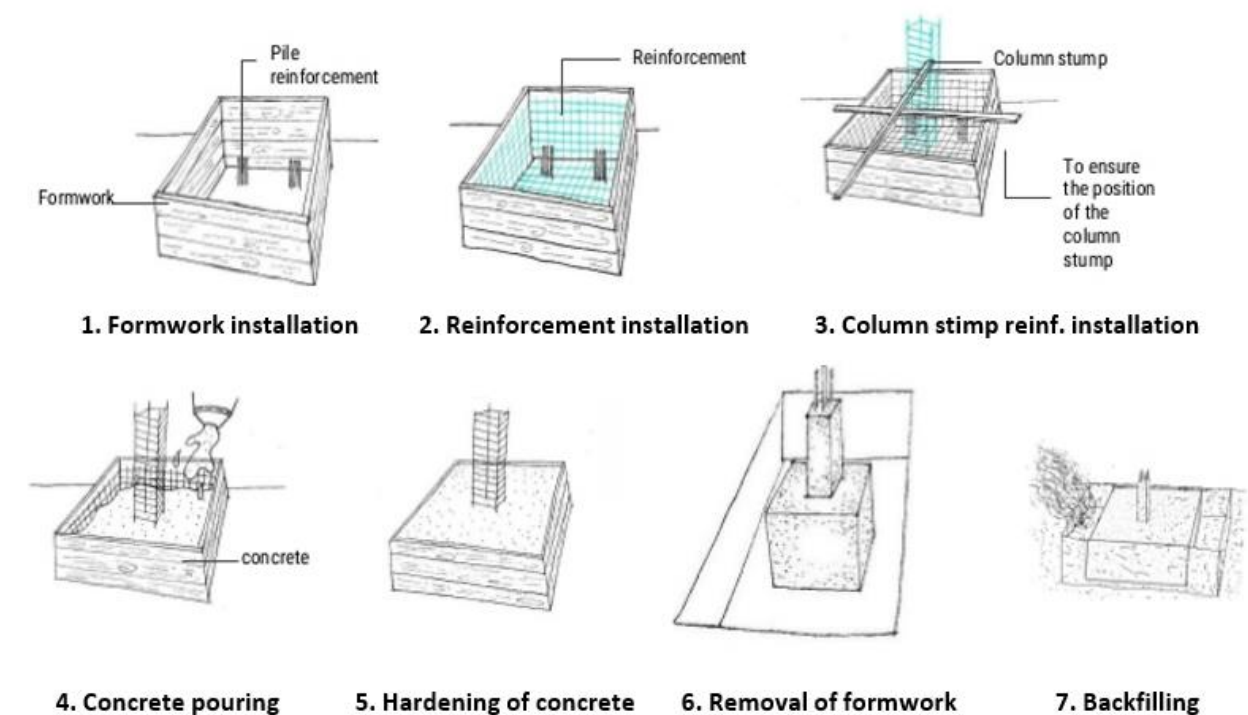 Pile
reinforcement
Formwork
Reinforcement
Column stump
To ensure
the position
of the
column
stump
1. Formwork installation
2. Reinforcement installation
3. Column stimp reinf. installation
concrete
4. Concrete pouring
5. Hardening of concrete
6. Removal of formwork
7. Backfilling